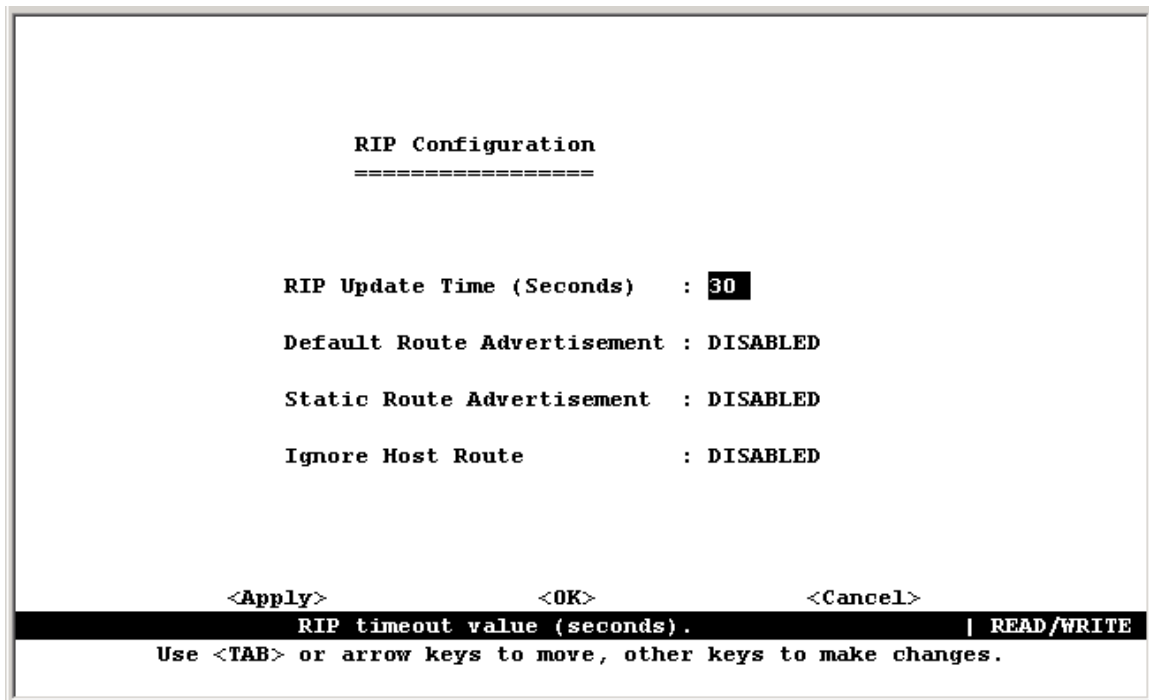 RIP Configuration
=================
RIP Update Time (Seconds) : 30
Default Route Advertisement : DISABLED
Static Route Advertisement : DISABLED
Ignore Host Route : DISABLED
<Apply> <OK> <Cancel>
RIP timeout value (seconds). | READ/WRITE
Use <TAB> or arrow keys to move, other keys to make changes.